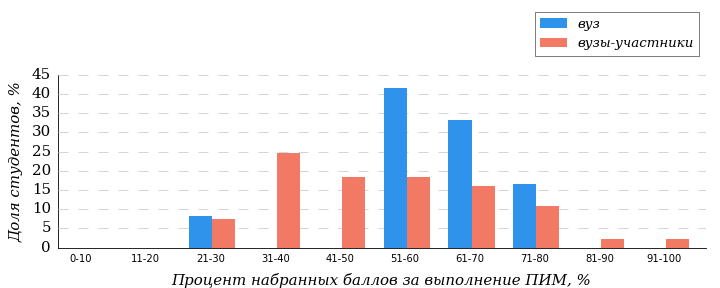 вуз
вузы-участники
Доля студентов, %
45
40
35
30
25
20
15
10
5
0
0-10 11-20 21-30 31-40 41-50 51-60 61-70 71-80 81-90 91-100
Процент набранных баллов за выполнение ПИМ, %